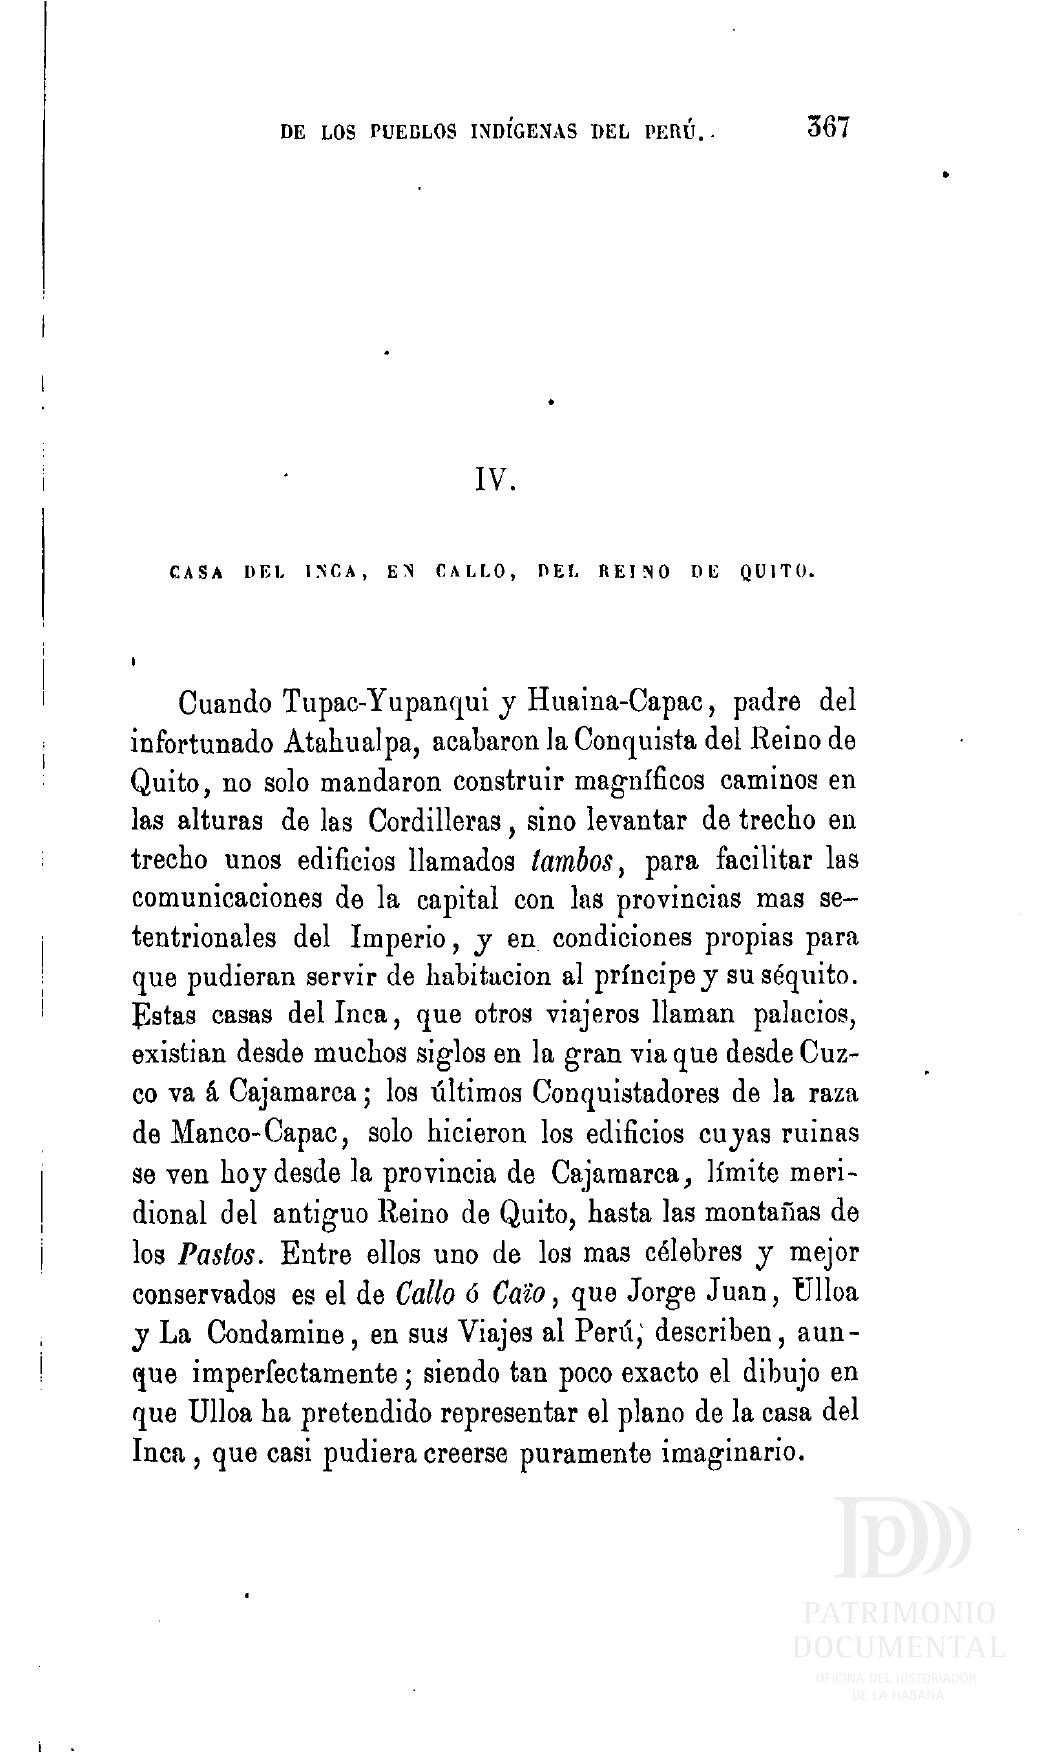 DE LOS PUEBLOS INDÍGENAS DEL PERÚ. 367
IV.
CASA DEL INCA, EN CALLO, DEL REINO DE QUITO.
Cuando Tupac-Yupanqui y Huaina-Capac, padre del
infortunado Atahualpa, acabaron la Conquista del Reino de
Quito, no solo mandaron construir magníficos caminos en
las alturas de las Cordilleras, sino levantar de trecho en
trecho unos edificios llamados tambos, para facilitar las
comunicaciones de la capital con las provincias mas se-
tentrionales del Imperio, y en condiciones propias para
que pudieran servir de habitacion al príncipe y su séquito.
Estas casas del Inca, que otros viajeros llaman palacios,
existian desde muchos siglos en la gran via que desde Cuz-
co va á Cajamarca; los últimos Conquistadores de la raza
de Manco-Capac, solo hicieron los edificios cuyas ruinas
se ven hoy desde la provincia de Cajamarca, límite meri-
dional del antiguo Reino de Quito, hasta las montañas de
los Pastos. Entre ellos uno de los mas célebres y mejor
conservados es el de Callo ó Caïo, que Jorge Juan, Ulloa
y La Condamine, en sus Viajes al Perú, describen, aun-
que imperfectamente; siendo tan poco exacto el dibujo en
que Ulloa ha pretendido representar el plano de la casa del
Inca, que casi pudiera creerse puramente imaginario.
PATRIMONIO
DOCUMENTAL
OFICINA DEL HISTORIADOR
DE LA HABANA